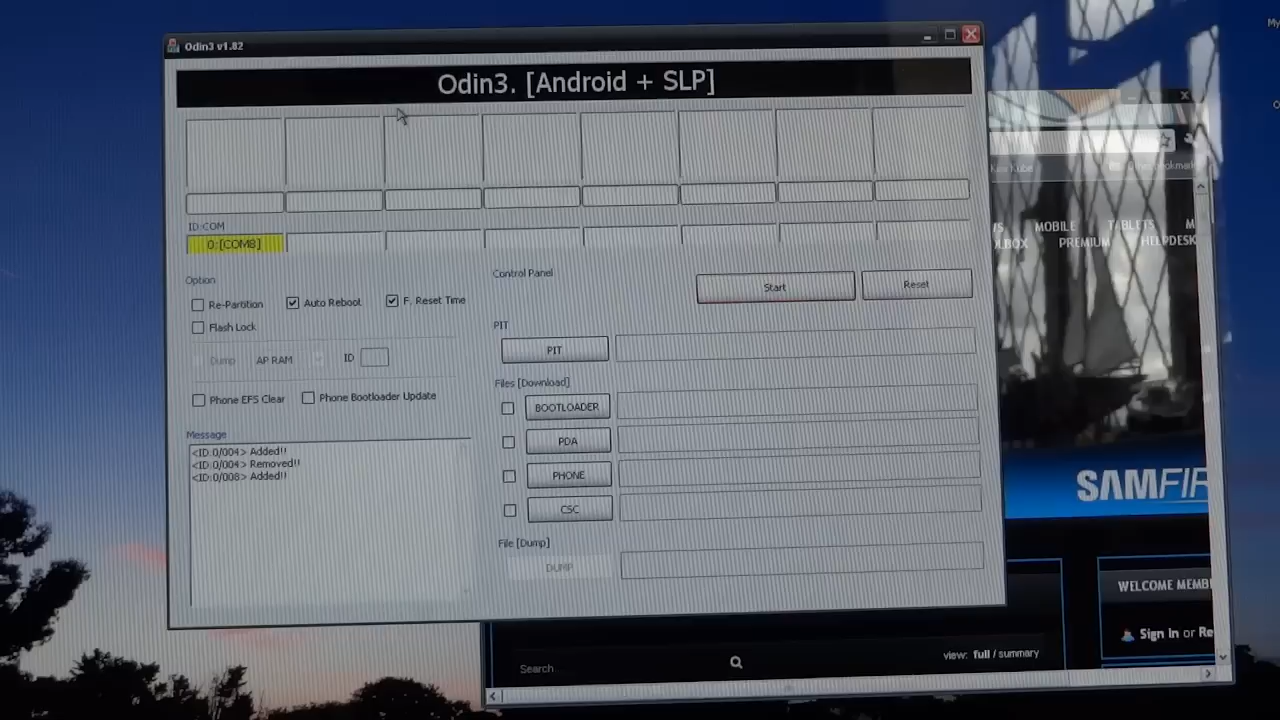 Odin3 v1.82
Odin3. [Android + SLP]
ID:COM
0:[COM8]
Option
Re-Partition
Auto Reboot
F. Reset Time
Flash Lock
Dump
AP RAM
ID
Phone EFS Clear
Phone Bootloader Update
Message
<ID:0/004> Added!!
<ID:0/004> Removed!!
<ID:0/008> Added!!
Control Panel
Start
Reset
PIT
PIT
Files [Download]
BOOTLOADER
PDA
PHONE
CSC
File [Dump]
DUMP
MOBILE
TABLETS
PREMIUM
HELPDESK
SAMFIR
WELCOME MEMB
Sign In or Re
Search
view: full / summary
My